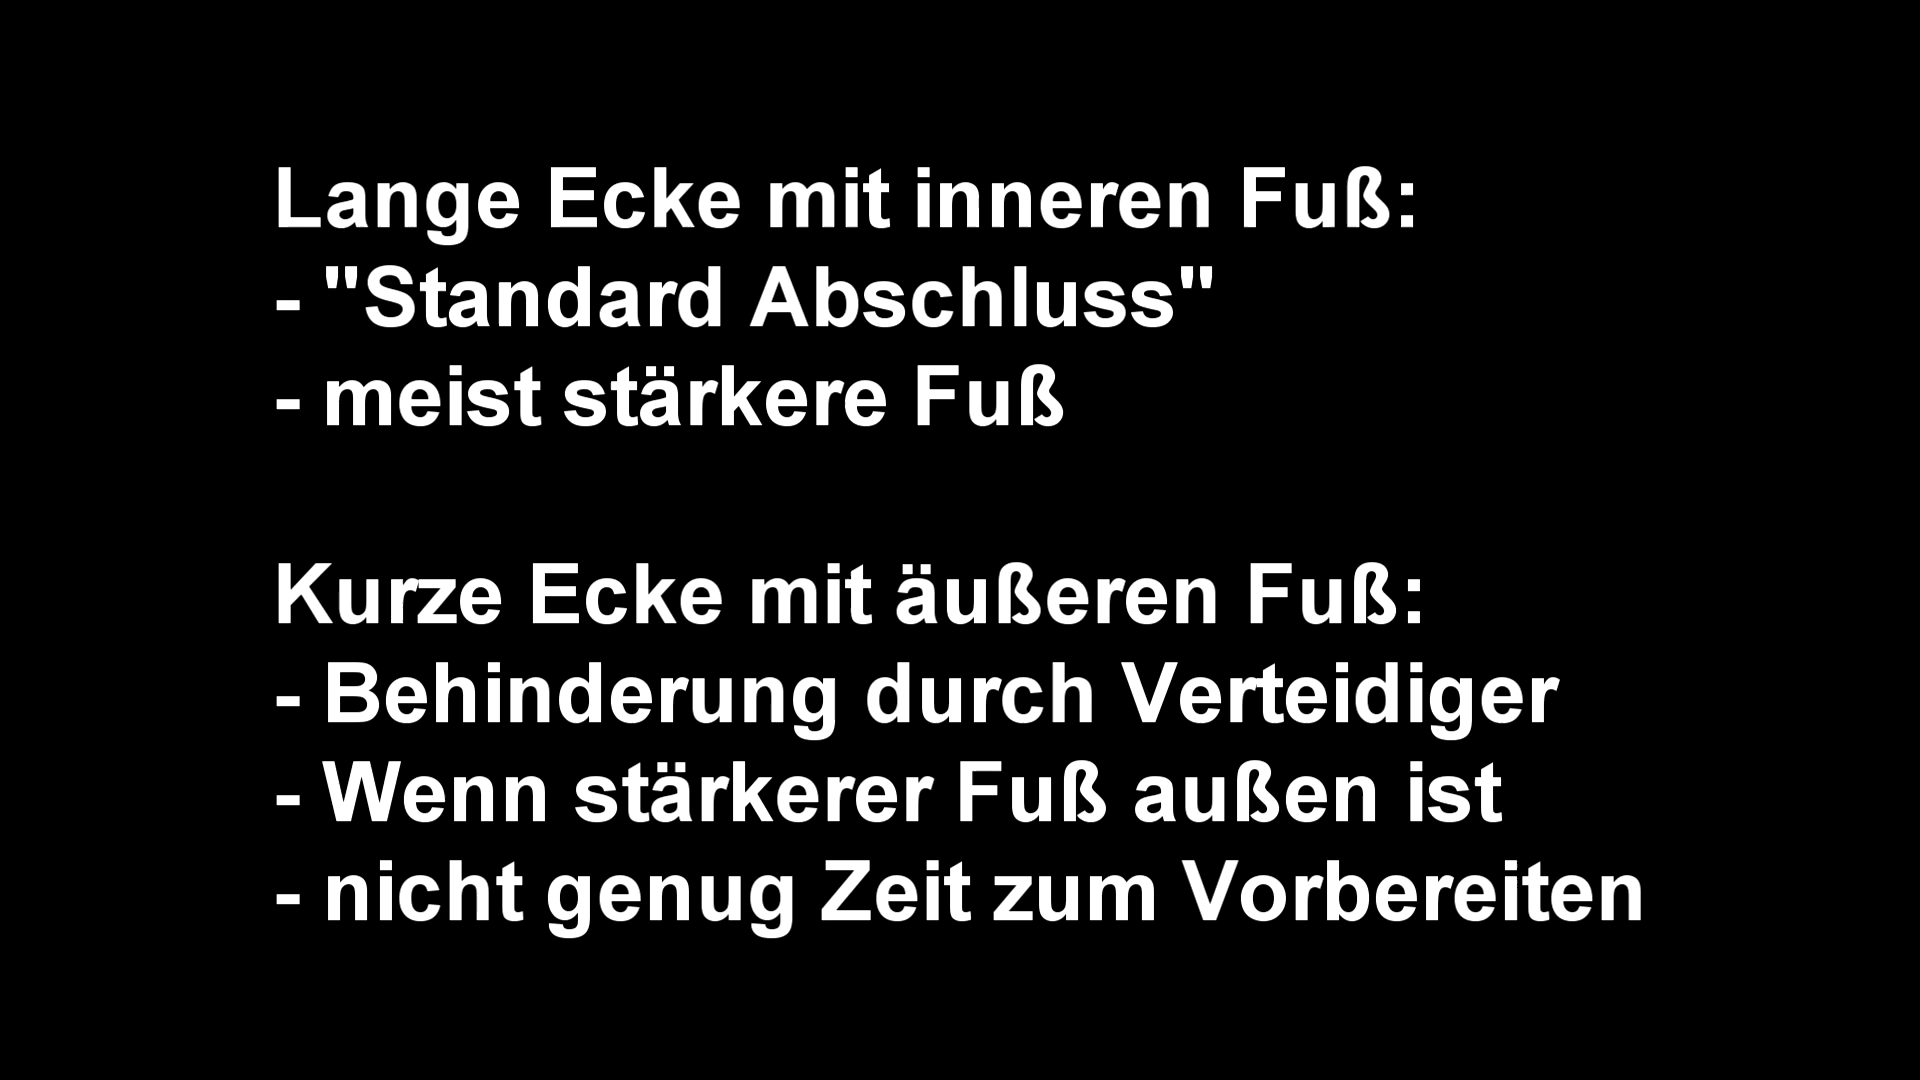 Lange Ecke mit inneren Fuß:
- "Standard Abschluss"
- meist stärkere Fuß
Kurze Ecke mit äußeren Fuß:
- Behinderung durch Verteidiger
- Wenn stärkerer Fuß außen ist
- nicht genug Zeit zum Vorbereiten